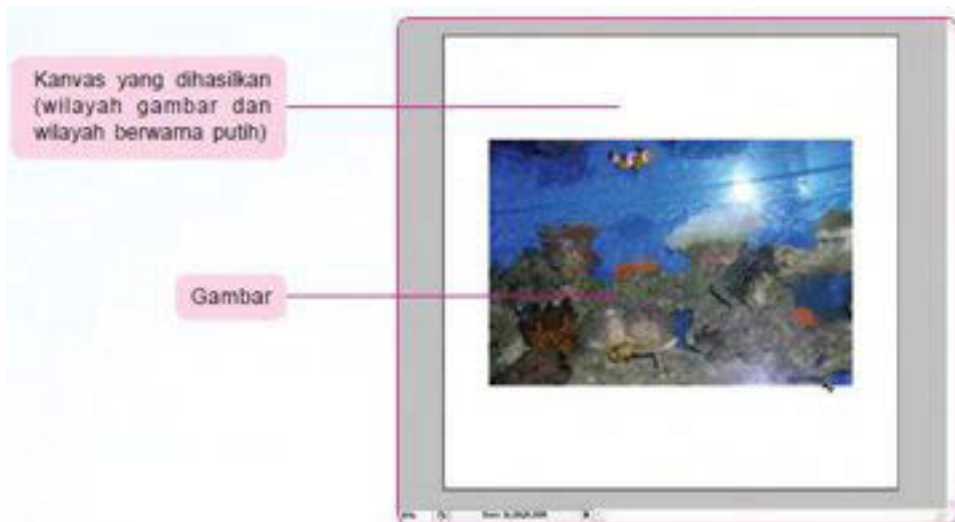 Kanvas yang dihasilkan
(wilayah gambar dan
wilayah berwarna putih)
Gambar